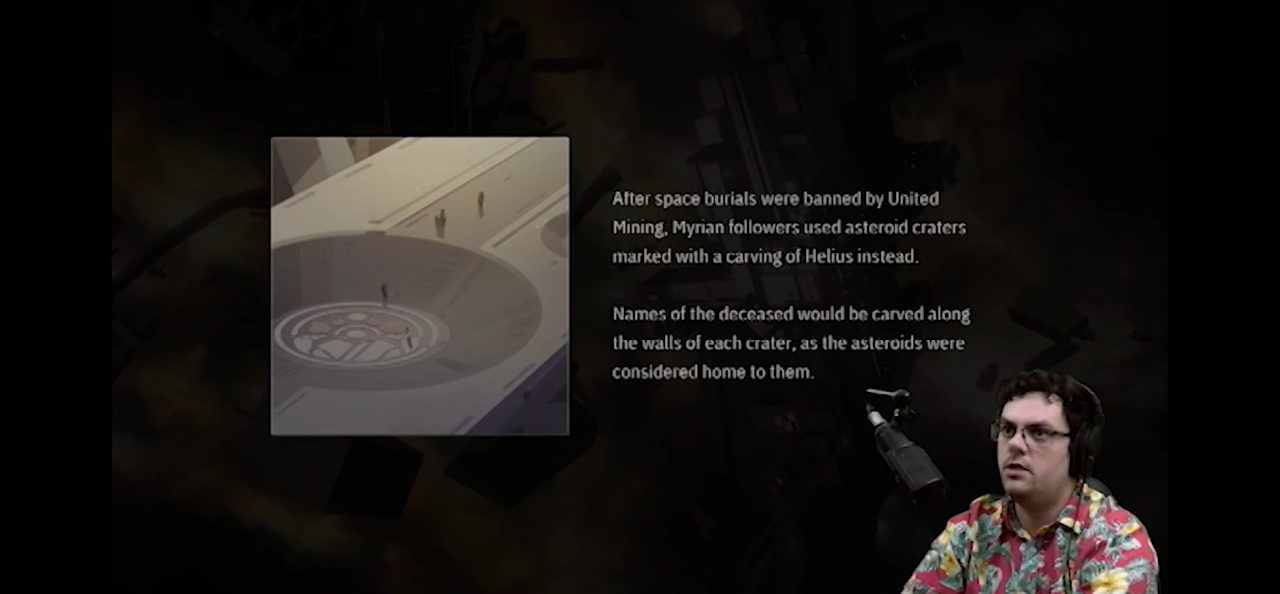 After space burials were banned by United
Mining, Myrian followers used asteroid craters
marked with a carving of Helius instead.
Names of the deceased would be carved along
the walls of each crater, as the asteroids were
considered home to them.